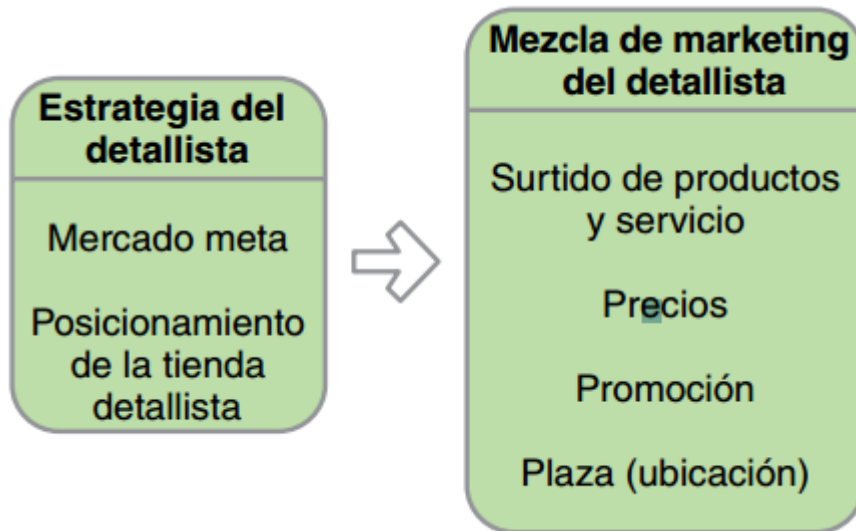 Estrategia del
detallista
Mercado meta
Posicionamiento
de la tienda
detallista
Mezcla de marketing
del detallista
Surtido de productos
y servicio
Precios
Promoción
Plaza (ubicación)